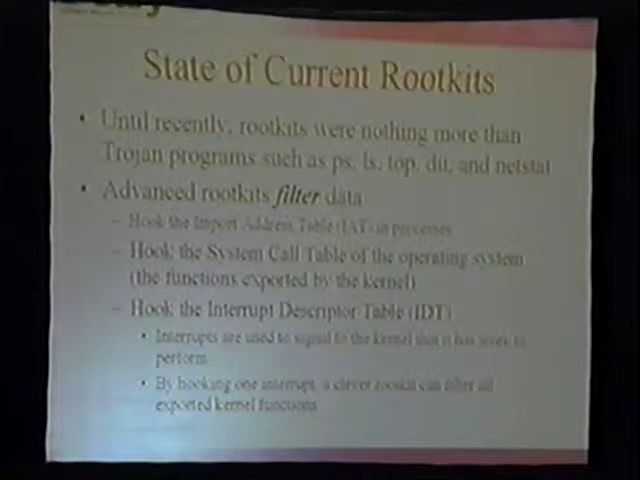 State of Current Rootkits
• Until recently, rootkits were nothing more than
Trojan programs such as ps, ls, top, du, and netstat
• Advanced rootkits filter data
– Hook the Import Address Table (IAT) in processes
– Hook the System Call Table of the operating system
(the functions exported by the kernel)
– Hook the Interrupt Descriptor Table (IDT)
• Interrupts are used to signal to the kernel that it has work to
perform
• By hooking one interrupt, a clever rootkit can filter all
exported kernel functions